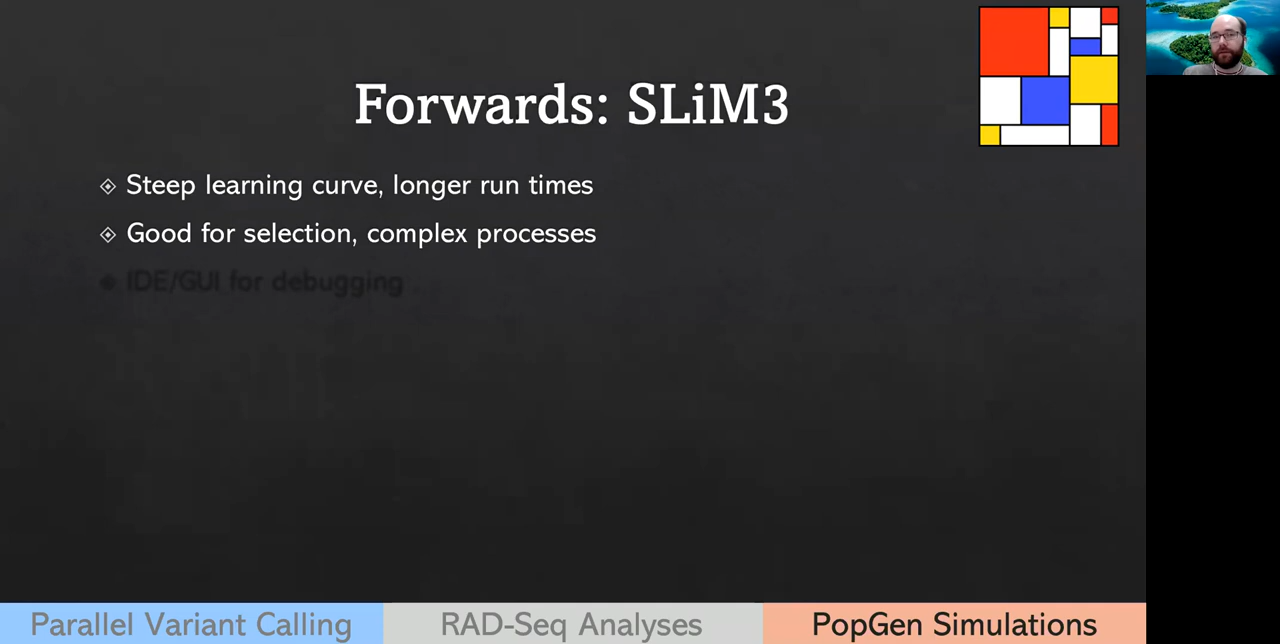 Forwards: SLiM3
Steep learning curve, longer run times
Good for selection, complex processes
IDE/GUI for debugging
Parallel Variant Calling
RAD-Seq Analyses
PopGen Simulations